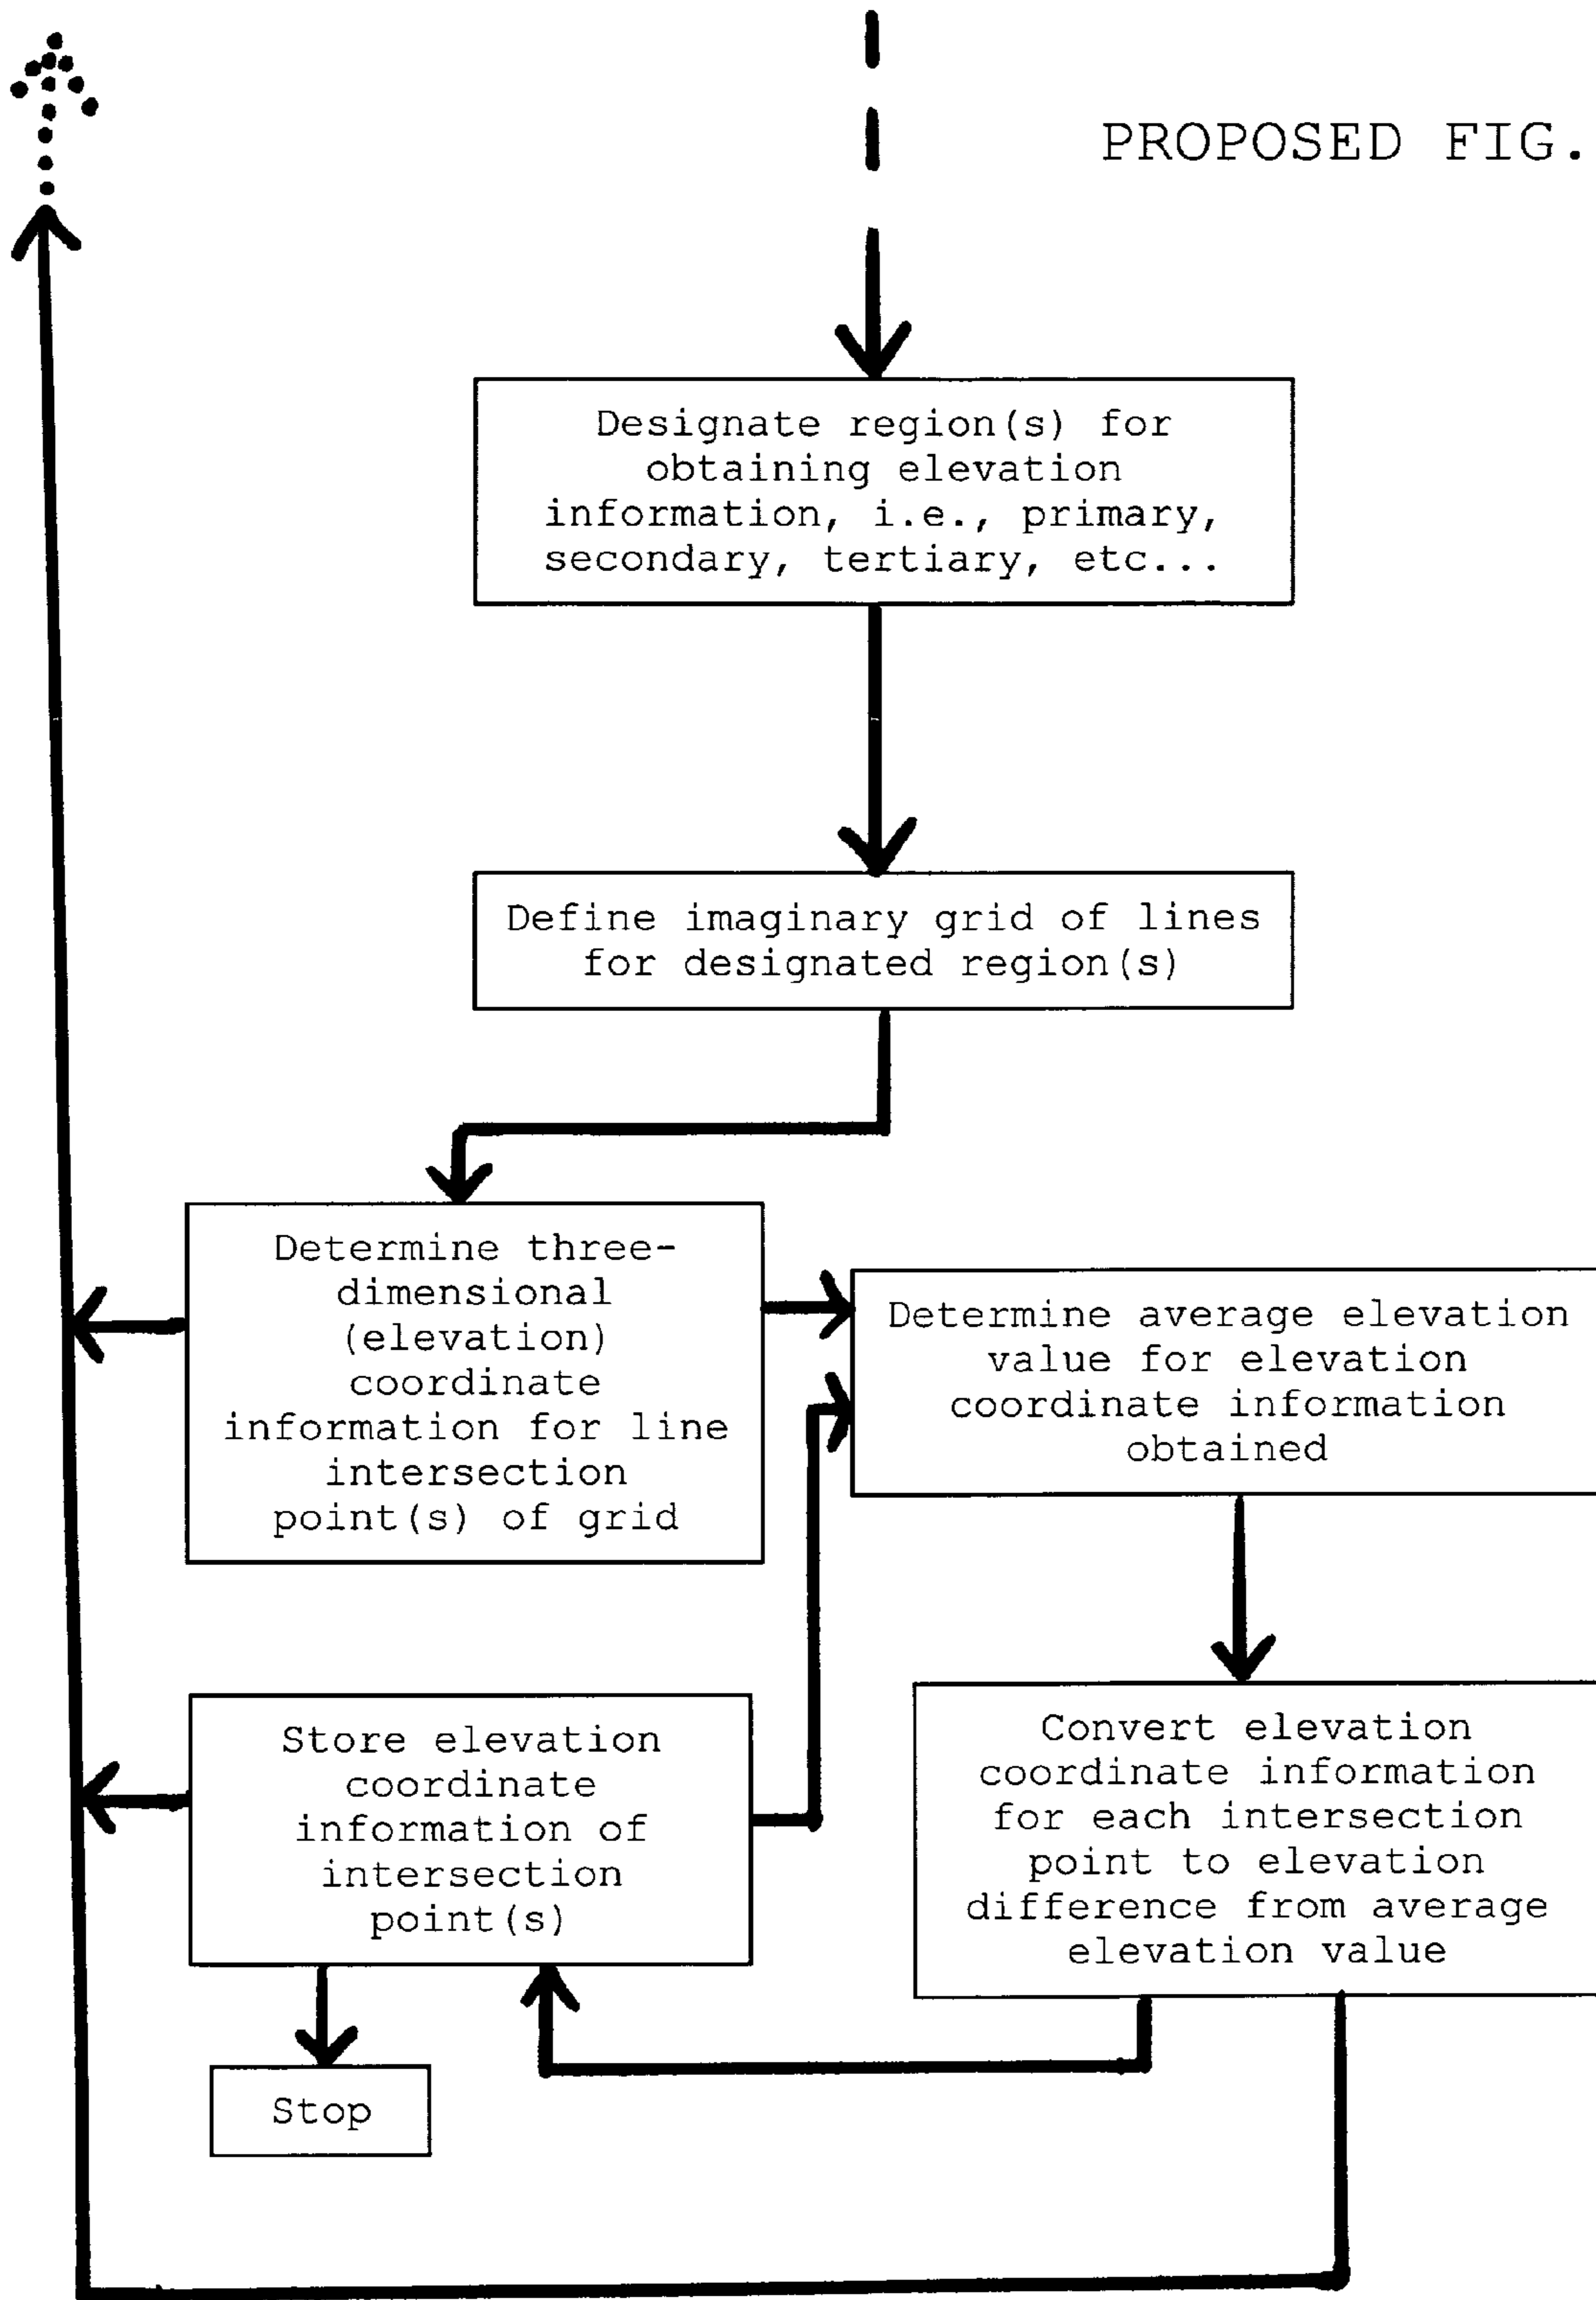 PROPOSED FIG.
Designate region(s) for
obtaining elevation
information, i.e., primary,
secondary, tertiary, etc...
Define imaginary grid of lines
for designated region(s)
Determine three-
dimensional
(elevation)
coordinate
information for line
intersection
point(s) of grid
Determine average elevation
value for elevation
coordinate information
obtained
Store elevation
coordinate
information of
intersection
point(s)
Convert elevation
coordinate information
for each intersection
point to elevation
difference from average
elevation value
Stop